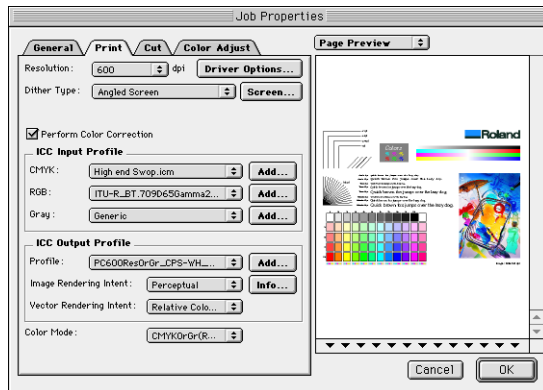 Job Properties
General Print Cut Color Adjust
Resolution: 600 dpi Driver Options...
Dither Type: Angled Screen Screen...
Perform Color Correction
ICC Input Profile
CMYK: High end Swop.icm Add...
RGB: ITU-R_BT.709D65Gamma2... Add...
Gray: Generic Add...
ICC Output Profile
Profile: PC600ResOrGr_CPS-WH_... Add...
Image Rendering Intent: Perceptual Info...
Vector Rendering Intent: Relative Colo...
Color Mode: CMYKOrGr(R...
Page Preview
Roland
Colors
Cancel OK